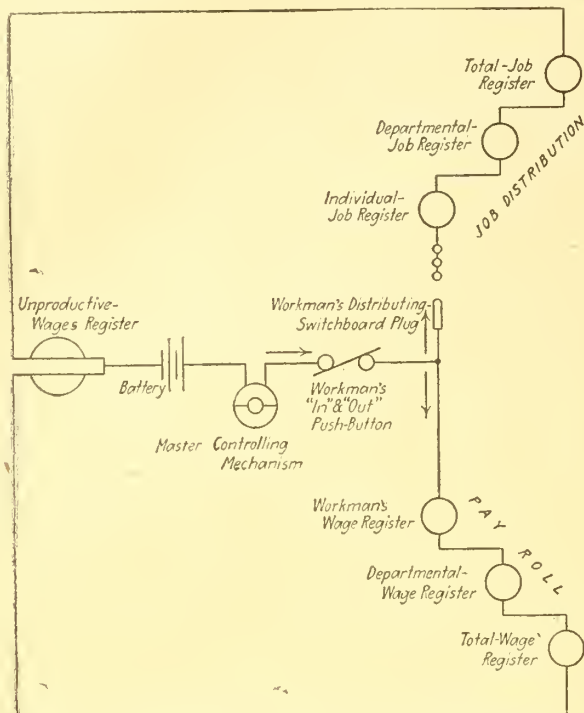 Total-Job
Register
Departmental-
Job Register
JOB DISTRIBUTION
Individual-
Job Register
Unproductive-
Wages Register
Workman's Distributing-
Switchboard Plug
Battery
Workman's
"In" & "Out"
Push-Button
Master Controlling
Mechanism
Workman's
Wage Register
PAY ROLL
Departmental-
Wage Register
Total-Wage
Register